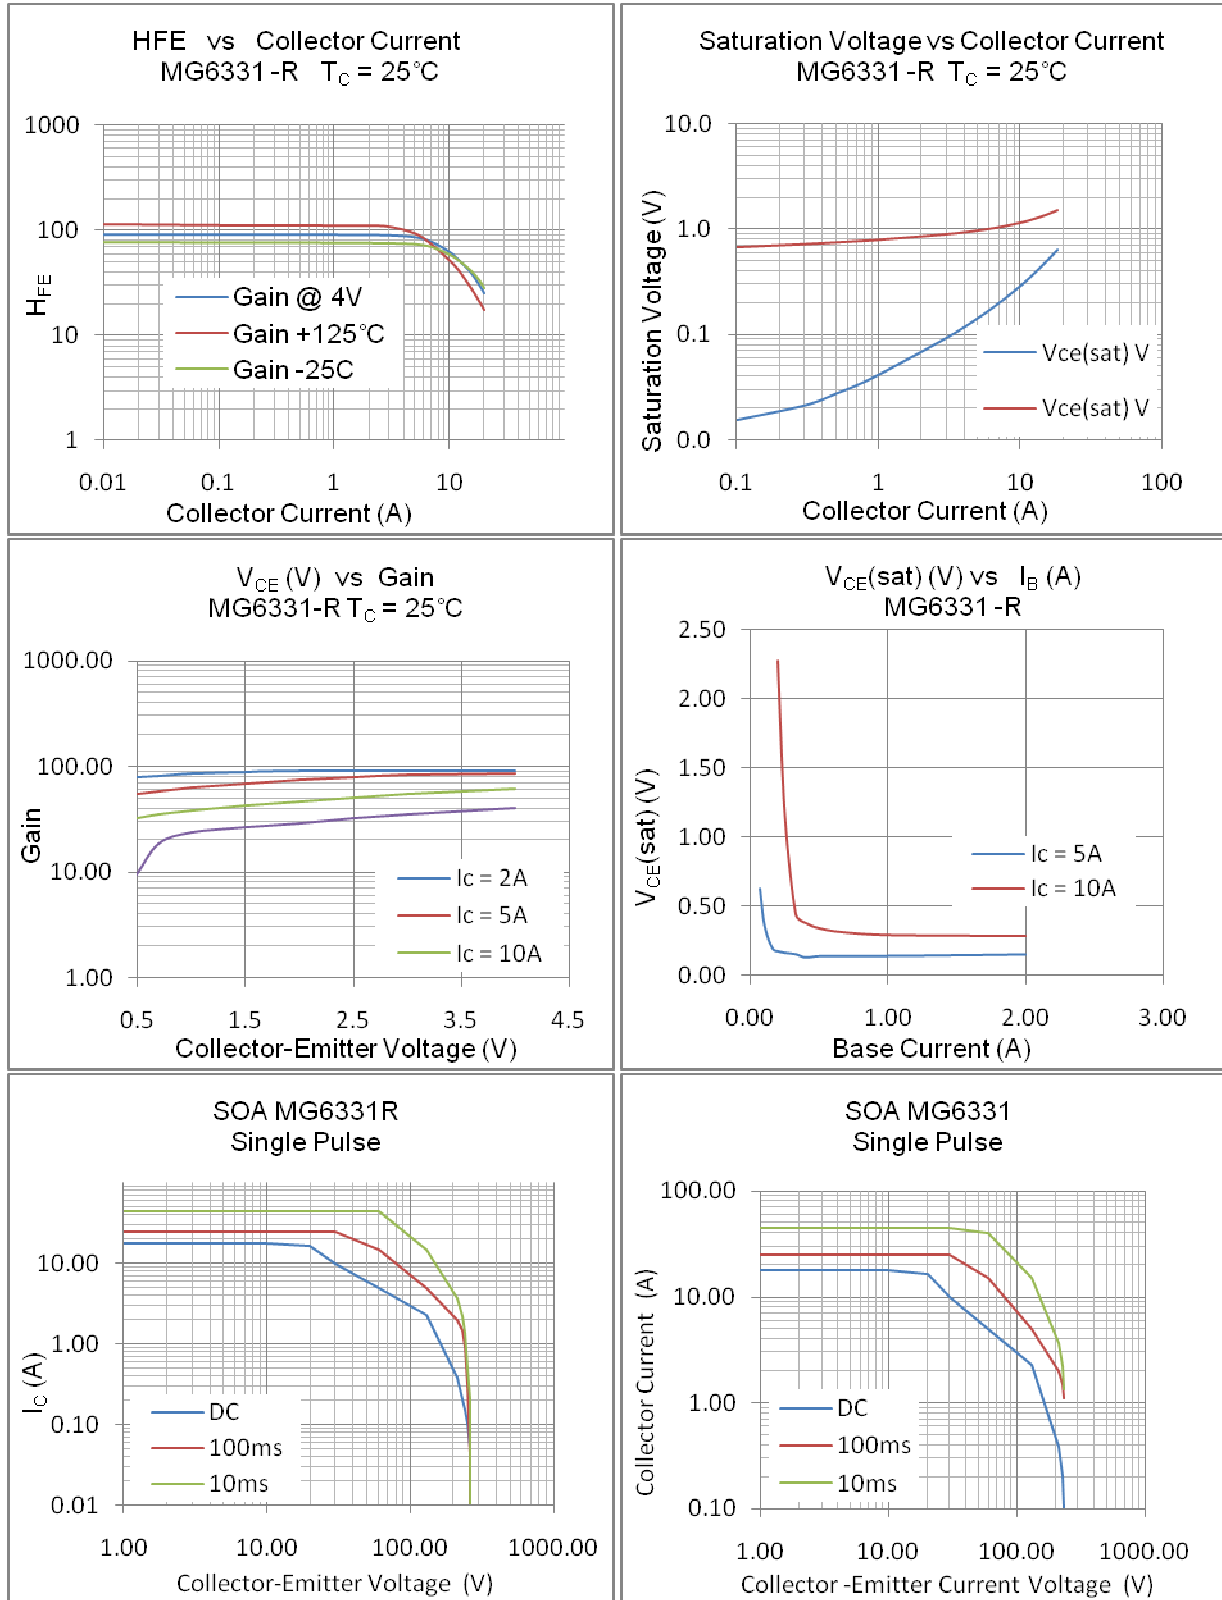 HFE vs Collector Current
MG6331 -R T_C = 25°C
1000
100
10
1
H_FE
Gain @ 4V
Gain +125°C
Gain -25C
0.01 0.1 1 10
Collector Current (A)
Saturation Voltage vs Collector Current
MG6331 -R T_C = 25°C
10.0
1.0
0.1
0.0
Saturation Voltage (V)
Vce(sat) V
Vce(sat) V
0.1 1 10 100
Collector Current (A)
V_CE (V) vs Gain
MG6331-R T_C = 25°C
1000.00
100.00
10.00
1.00
Gain
Ic = 2A
Ic = 5A
Ic = 10A
0.5 1.5 2.5 3.5 4.5
Collector-Emitter Voltage (V)
V_CE(sat) (V) vs I_B (A)
MG6331 -R
2.50
2.00
1.50
1.00
0.50
0.00
V_CE(sat) (V)
Ic = 5A
Ic = 10A
0.00 1.00 2.00 3.00
Base Current (A)
SOA MG6331R
Single Pulse
10.00
1.00
0.10
0.01
I_C (A)
DC
100ms
10ms
1.00 10.00 100.00 1000.00
Collector-Emitter Voltage (V)
SOA MG6331
Single Pulse
100.00
10.00
1.00
0.10
Collector Current (A)
DC
100ms
10ms
1.00 10.00 100.00 1000.00
Collector -Emitter Current Voltage (V)